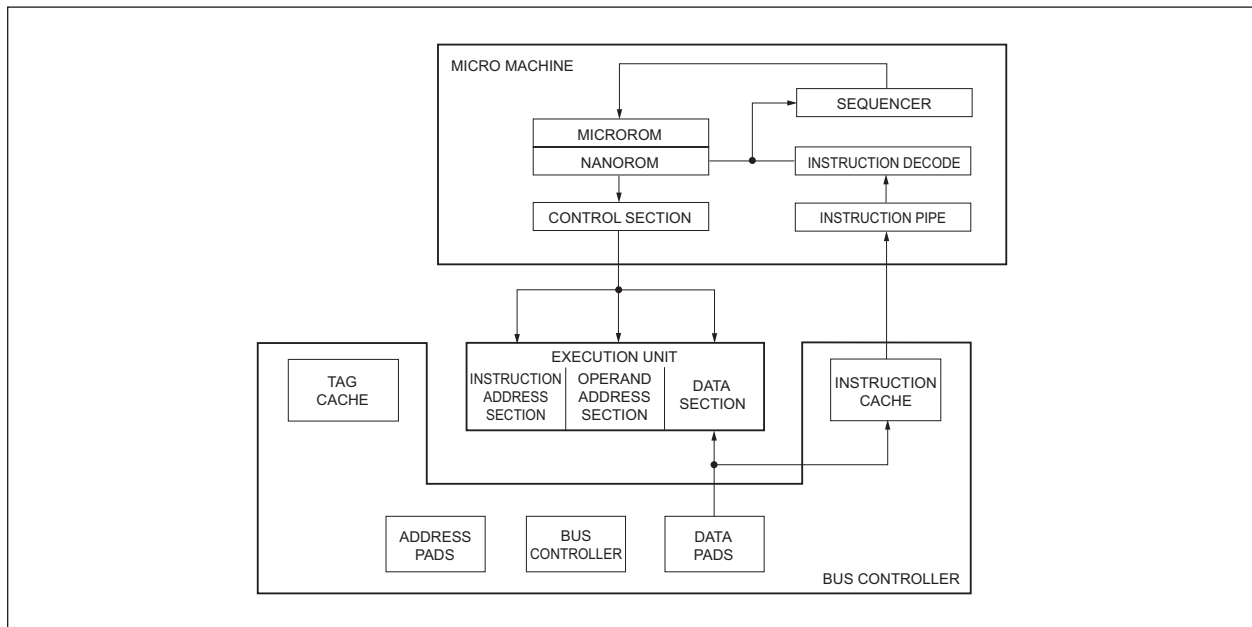 MICRO MACHINE
SEQUENCER
MICROROM
NANOROM
INSTRUCTION DECODE
CONTROL SECTION
INSTRUCTION PIPE
EXECUTION UNIT
INSTRUCTION
ADDRESS
SECTION
OPERAND
ADDRESS
SECTION
DATA
SECTION
TAG
CACHE
INSTRUCTION
CACHE
ADDRESS
PADS
BUS
CONTROLLER
DATA
PADS
BUS CONTROLLER